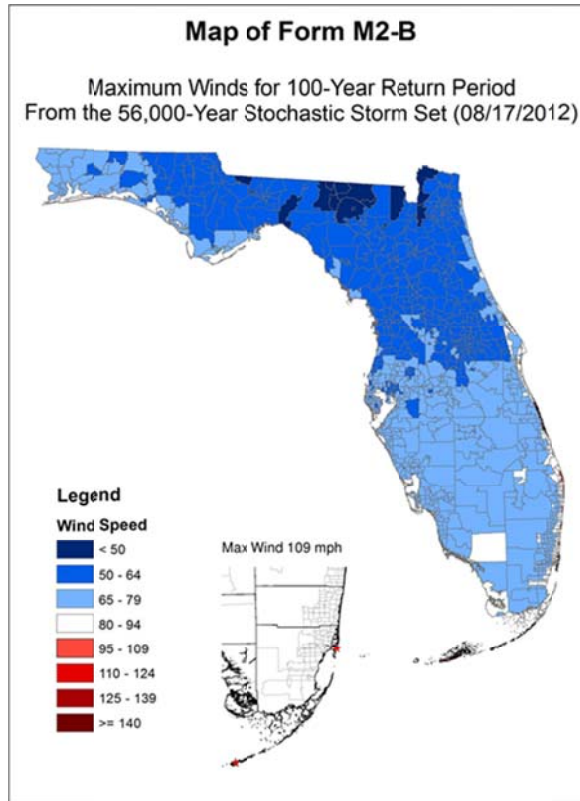 Map of Form M2-B
Maximum Winds for 100-Year Return Period
From the 56,000-Year Stochastic Storm Set (08/17/2012)
Legend
Wind Speed
< 50
50 - 64
65 - 79
80 - 94
95 - 109
110 - 124
125 - 139
>= 140
Max Wind 109 mph